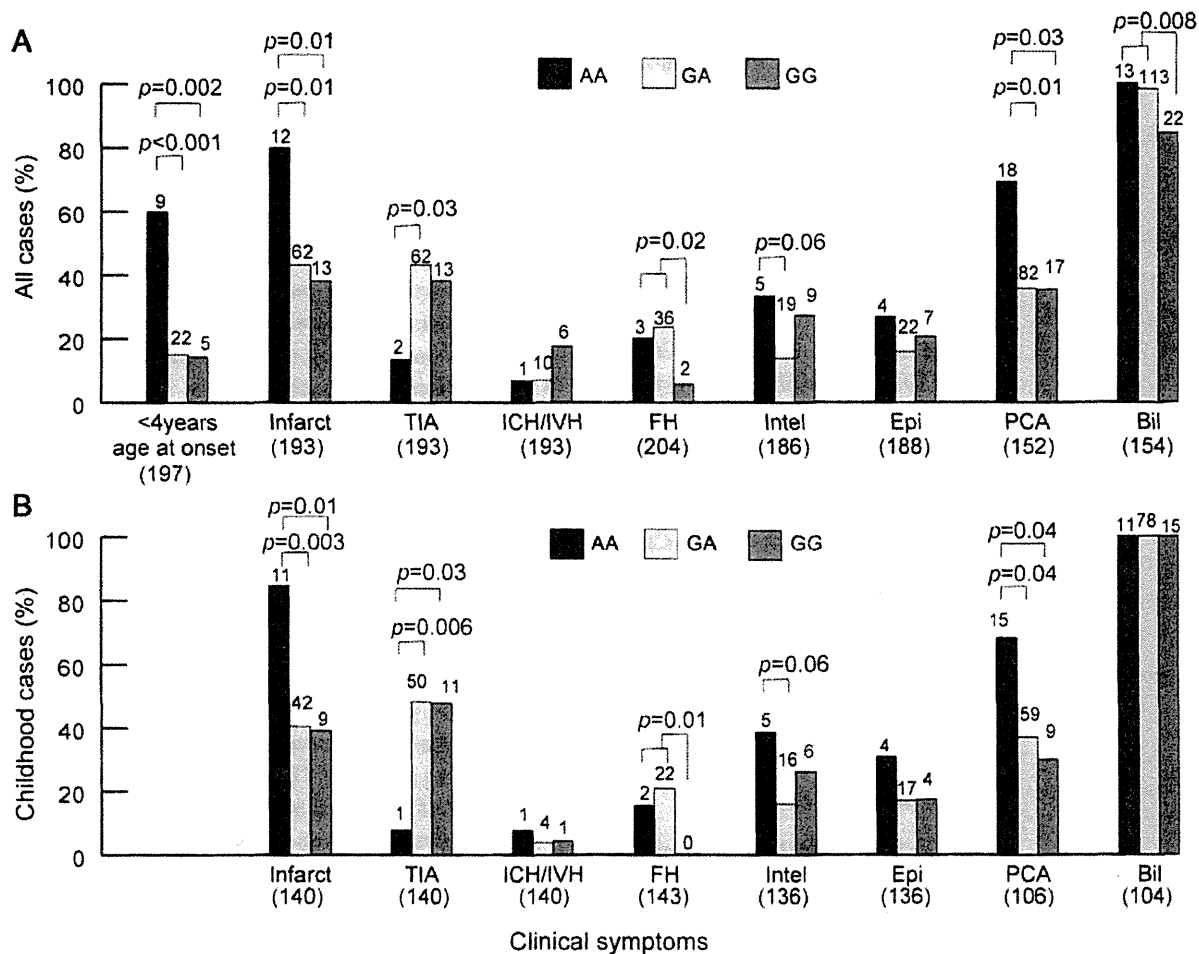 A
p=0.01
p=0.03
p=0.008
AA
GA
GG
p=0.002
p=0.01
p=0.01
13
113
100
12
22
p<0.001
80
18
p=0.03
9
62
62
p=0.02
p=0.06
60
All cases (%)
13
13
5
82
17
40
36
9
3
19
4
22
7
22
5
6
20
2
1
10
2
0
<4years
age at onset
(197)
Infarct
(193)
TIA
(193)
ICH/IVH
(193)
FH
(204)
Intel
(186)
Epi
(188)
PCA
(152)
Bil
(154)
B
p=0.01
AA
GA
GG
p=0.04
100
p=0.003
11
78
15
11
p=0.03
p=0.04
80
p=0.006
15
60
Childhood cases (%)
p=0.06
50
11
42
9
p=0.01
5
59
40
4
9
22
16
6
2
17
4
20
1
1
4
1
0
0
Infarct
(140)
TIA
(140)
ICH/IVH
(140)
FH
(143)
Intel
(136)
Epi
(136)
PCA
(106)
Bil
(104)
Clinical symptoms